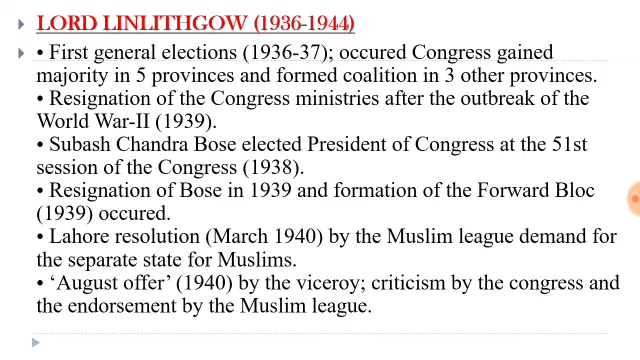 LORD LINLITHGOW (1936-1944)
• First general elections (1936-37); occured Congress gained
majority in 5 provinces and formed coalition in 3 other provinces.
• Resignation of the Congress ministries after the outbreak of the
World War-II (1939).
• Subash Chandra Bose elected President of Congress at the 51st
session of the Congress (1938).
• Resignation of Bose in 1939 and formation of the Forward Bloc
(1939) occured.
• Lahore resolution (March 1940) by the Muslim league demand for
the separate state for Muslims.
• ‘August offer’ (1940) by the viceroy; criticism by the congress and
the endorsement by the Muslim league.